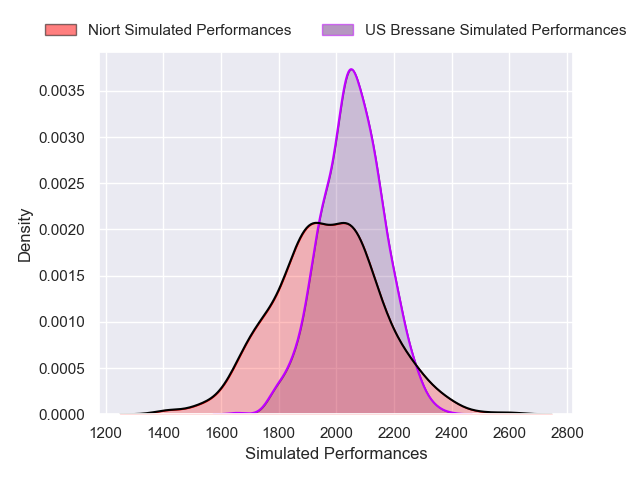 Niort Simulated Performances
US Bressane Simulated Performances
Density
0.0035
0.0030
0.0025
0.0020
0.0015
0.0010
0.0005
0.0000
1200 1400 1600 1800 2000 2200 2400 2600 2800
Simulated Performances